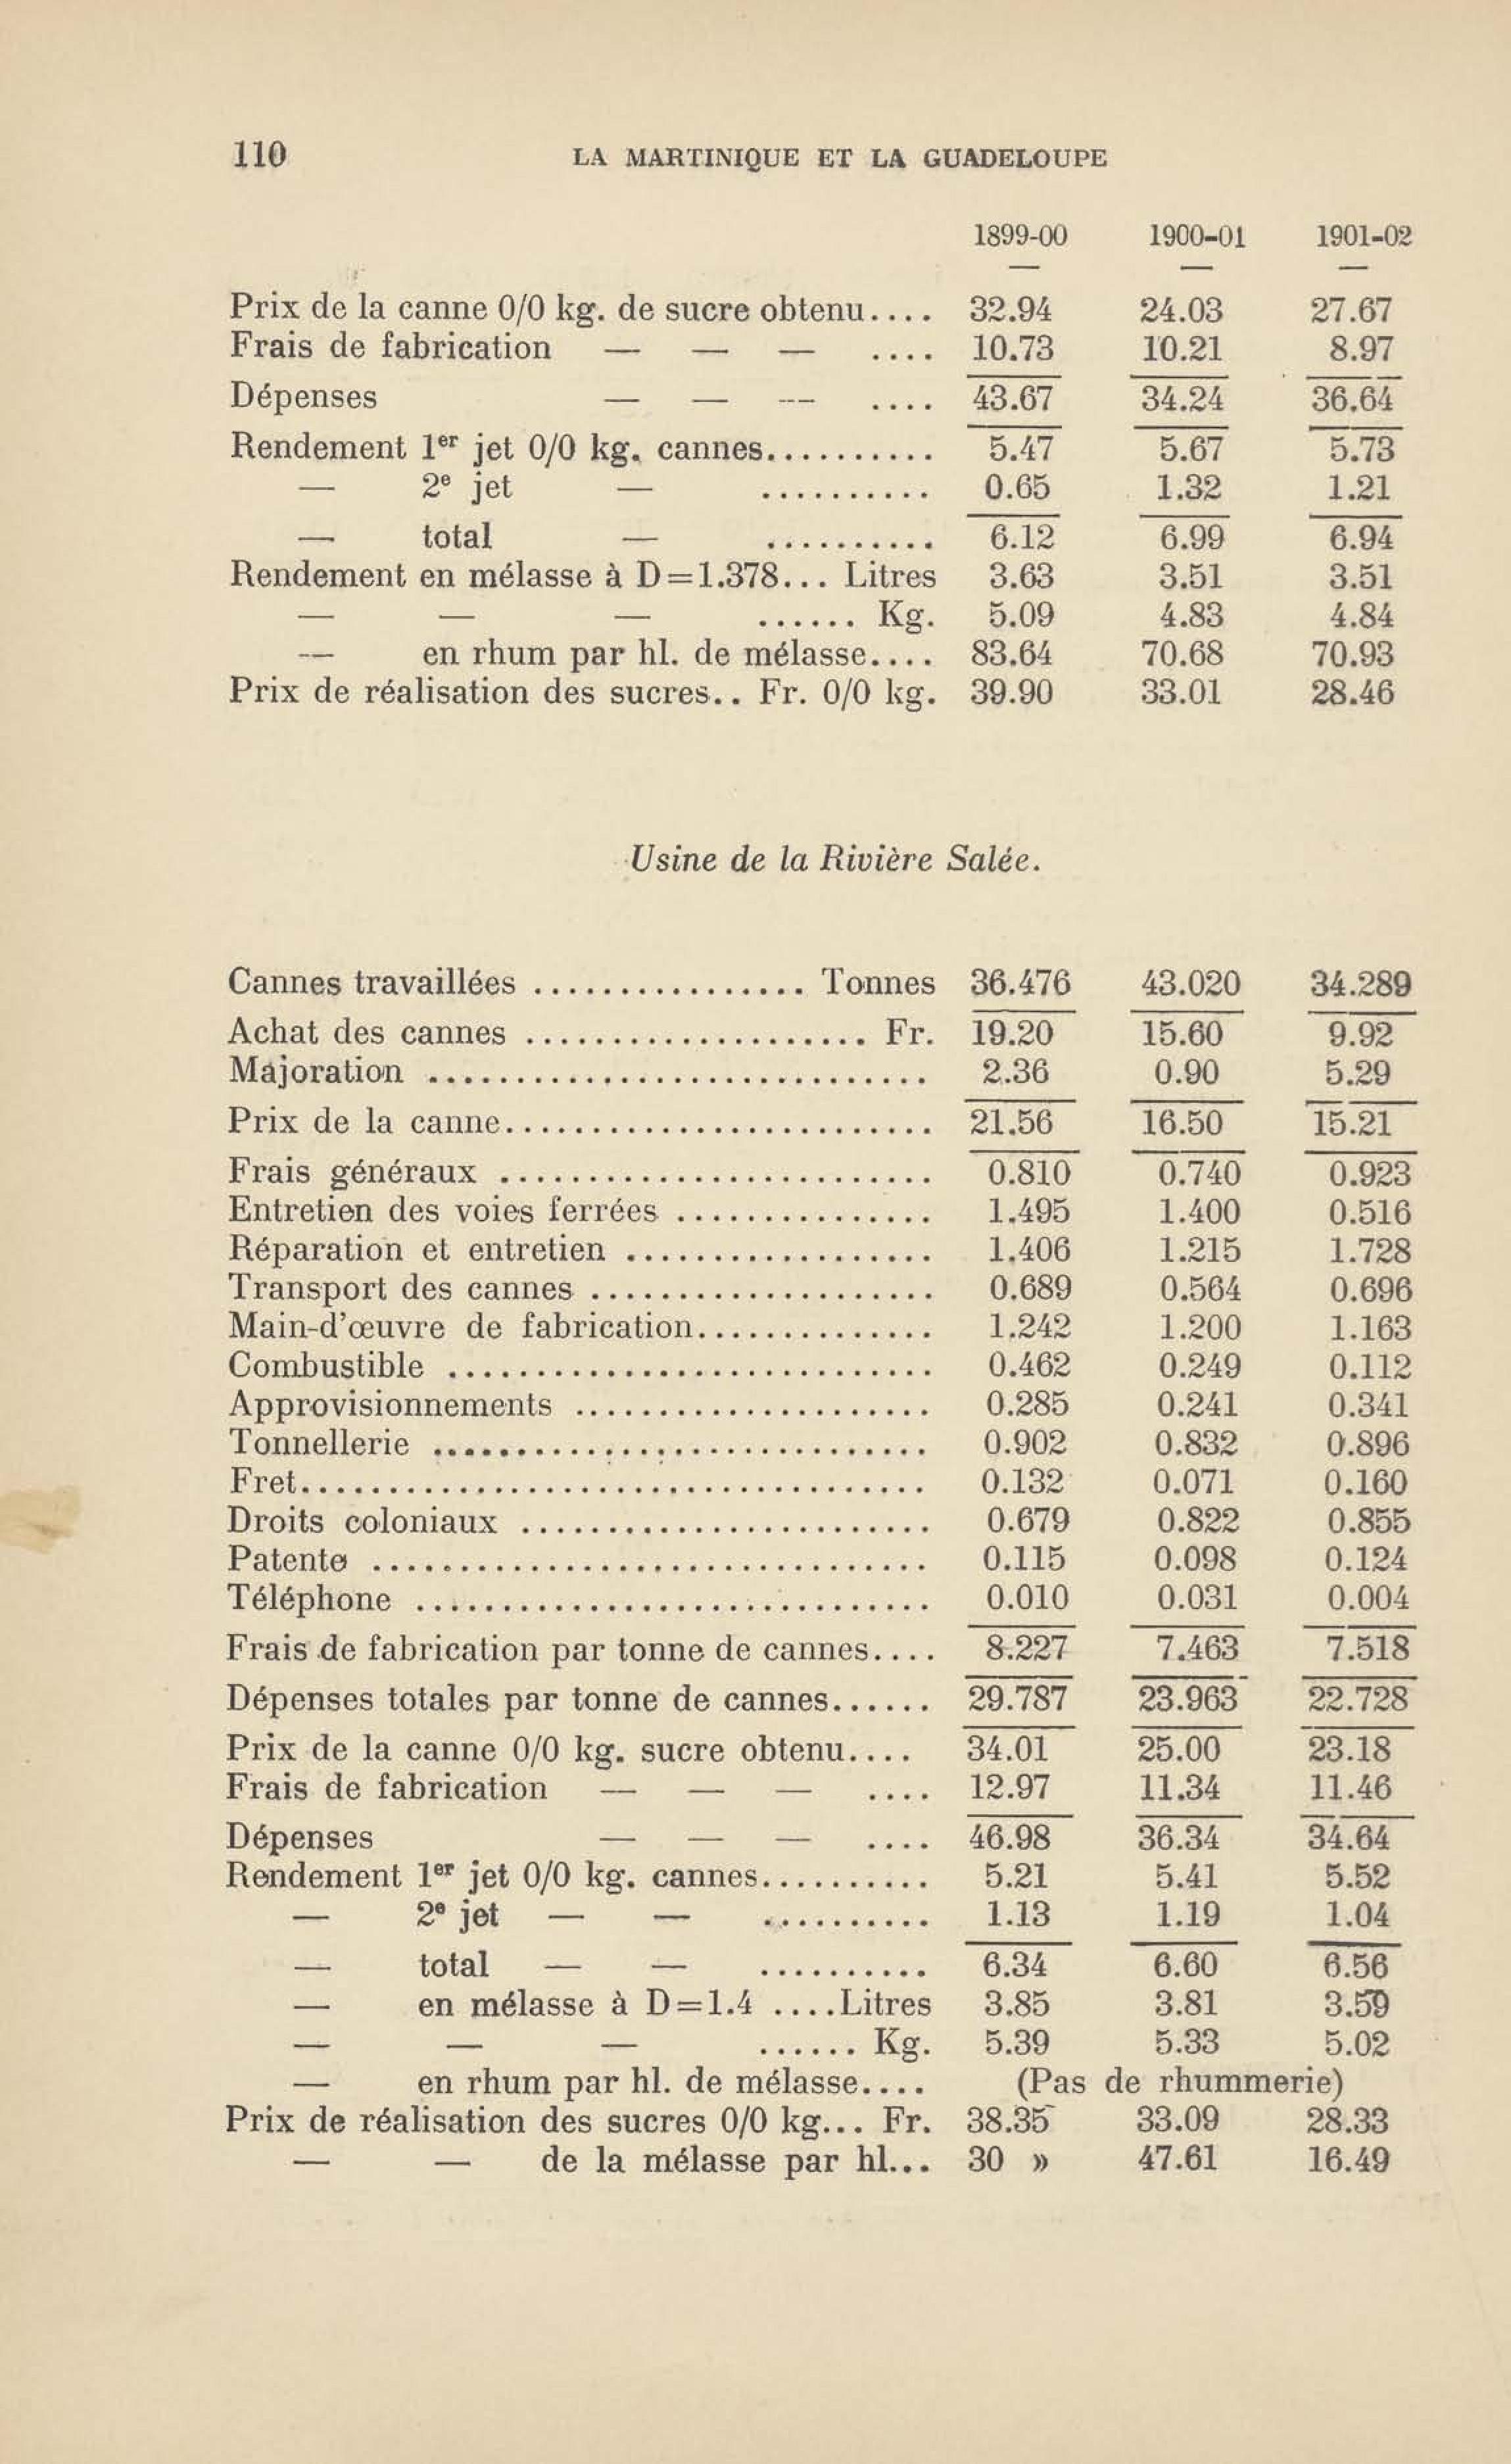 110 LA MARTINIQUE ET LA GUADELOUPE
1899-00 1900-01 1901-02
Prix de la canne 0/0 kg. de sucre obtenu.... 32.94 24.03 27.67
Frais de fabrication — — — .... 10.73 10.21 8.97
Dépenses — — -- .... 43.67 34.24 36.64
Rendement 1er jet 0/0 kg. cannes.......... 5.47 5.67 5.73
— 2e jet — .......... 0.65 1.32 1.21
— total — .......... 6.12 6.99 6.94
Rendement en mélasse à D=1.378... Litres 3.63 3.51 3.51
— — — ...... Kg. 5.09 4.83 4.84
— en rhum par hl. de mélasse.... 83.64 70.68 70.93
Prix de réalisation des sucres.. Fr. 0/0 kg. 39.90 33.01 28.46
Usine de la Rivière Salée.
Cannes travaillées ................ Tonnes 36.476 43.020 34.289
Achat des cannes .................... Fr. 19.20 15.60 9.92
Majoration ............................. 2.36 0.90 5.29
Prix de la canne......................... 21.56 16.50 15.21
Frais généraux ......................... 0.810 0.740 0.923
Entretien des voies ferrées ............... 1.495 1.400 0.516
Réparation et entretien .................. 1.406 1.215 1.728
Transport des cannes .................... 0.689 0.564 0.696
Main-d'œuvre de fabrication.............. 1.242 1.200 1.163
Combustible ............................ 0.462 0.249 0.112
Approvisionnements ..................... 0.285 0.241 0.341
Tonnellerie ............................. 0.902 0.832 0.896
Fret.................................... 0.132 0.071 0.160
Droits coloniaux ........................ 0.679 0.822 0.855
Patente ................................ 0.115 0.098 0.124
Téléphone .............................. 0.010 0.031 0.004
Frais de fabrication par tonne de cannes.... 8.227 7.463 7.518
Dépenses totales par tonne de cannes...... 29.787 23.963 22.728
Prix de la canne 0/0 kg. sucre obtenu.... 34.01 25.00 23.18
Frais de fabrication — — — .... 12.97 11.34 11.46
Dépenses — — — .... 46.98 36.34 34.64
Rendement 1er jet 0/0 kg. cannes.......... 5.21 5.41 5.52
— 2e jet — — .......... 1.13 1.19 1.04
— total — — .......... 6.34 6.60 6.56
— en mélasse à D=1.4 ....Litres 3.85 3.81 3.59
— — — ...... Kg. 5.39 5.33 5.02
— en rhum par hl. de mélasse.... (Pas de rhummerie)
Prix de réalisation des sucres 0/0 kg... Fr. 38.35 33.09 28.33
— — de la mélasse par hl... 30 » 47.61 16.49